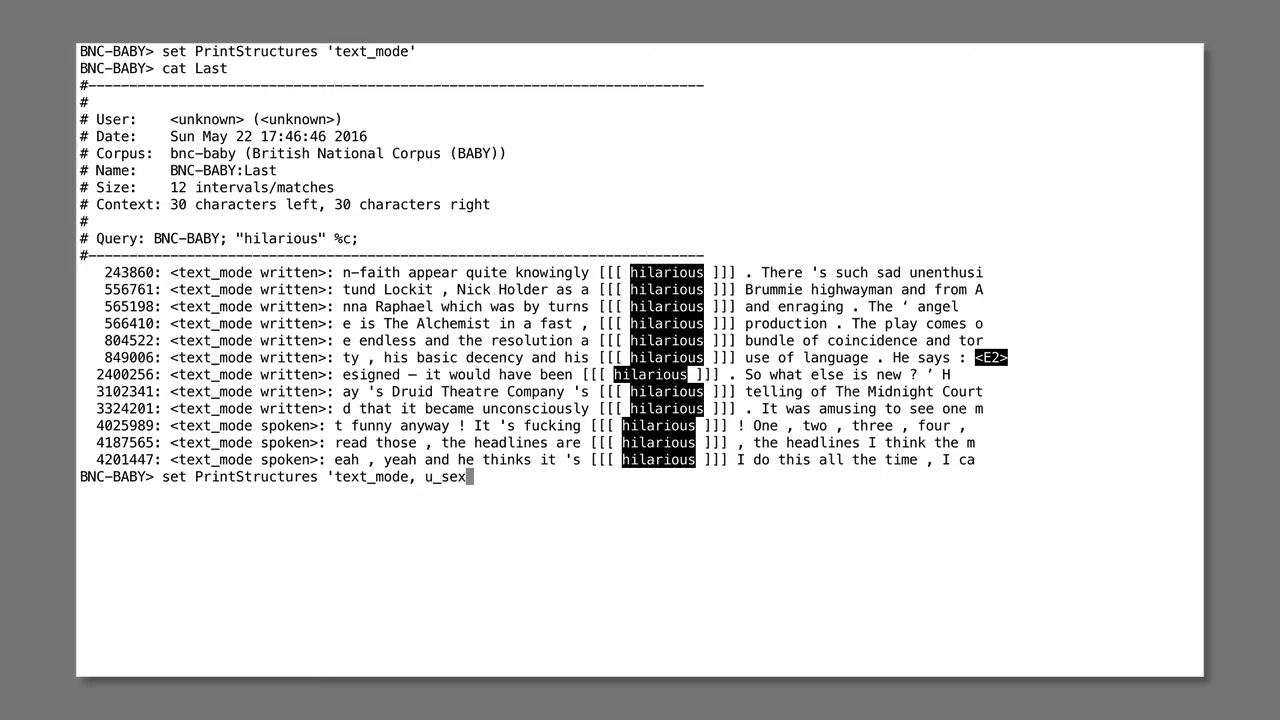 BNC-BABY> set PrintStructures 'text_mode'
BNC-BABY> cat Last
#---------------------------------------------------------------------------
#
# User:    <unknown> (<unknown>)
# Date:    Sun May 22 17:46:46 2016
# Corpus:  bnc-baby (British National Corpus (BABY))
# Name:    BNC-BABY:Last
# Size:    12 intervals/matches
# Context: 30 characters left, 30 characters right
#
# Query: BNC-BABY; "hilarious" %c;
#---------------------------------------------------------------------------
243860: <text_mode written>: n-faith appear quite knowingly [[[ hilarious ]]] . There 's such sad unenthusi
556761: <text_mode written>: tund Lockit , Nick Holder as a [[[ hilarious ]]] Brummie highwayman and from A
565198: <text_mode written>: nna Raphael which was by turns [[[ hilarious ]]] and enraging . The ‘ angel
566410: <text_mode written>: e is The Alchemist in a fast , [[[ hilarious ]]] production . The play comes o
804522: <text_mode written>: e endless and the resolution a [[[ hilarious ]]] bundle of coincidence and tor
849006: <text_mode written>: ty , his basic decency and his [[[ hilarious ]]] use of language . He says : <E2>
2400256: <text_mode written>: esigned — it would have been [[[ hilarious ]]] . So what else is new ? ’ H
3102341: <text_mode written>: ay 's Druid Theatre Company 's [[[ hilarious ]]] telling of The Midnight Court
3324201: <text_mode written>: d that it became unconsciously [[[ hilarious ]]] . It was amusing to see one m
4025989: <text_mode spoken>: t funny anyway ! It 's fucking [[[ hilarious ]]] ! One , two , three , four ,
4187565: <text_mode spoken>: read those , the headlines are [[[ hilarious ]]] , the headlines I think the m
4201447: <text_mode spoken>: eah , yeah and he thinks it 's [[[ hilarious ]]] I do this all the time , I ca
BNC-BABY> set PrintStructures 'text_mode, u_sex